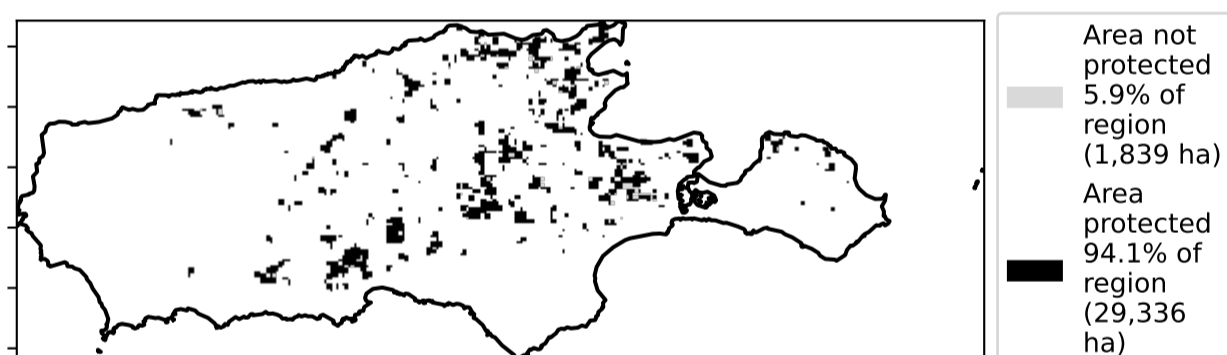 Area not
protected
5.9% of
region
(1,839 ha)
Area
protected
94.1% of
region
(29,336
ha)